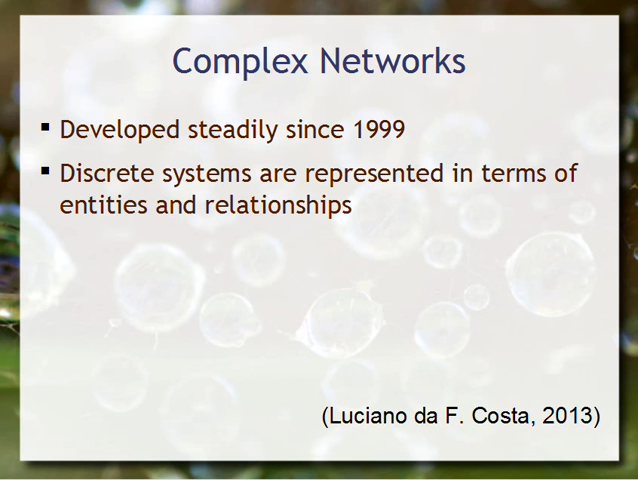 Complex Networks
▪ Developed steadily since 1999
▪ Discrete systems are represented in terms of
entities and relationships
(Luciano da F. Costa, 2013)